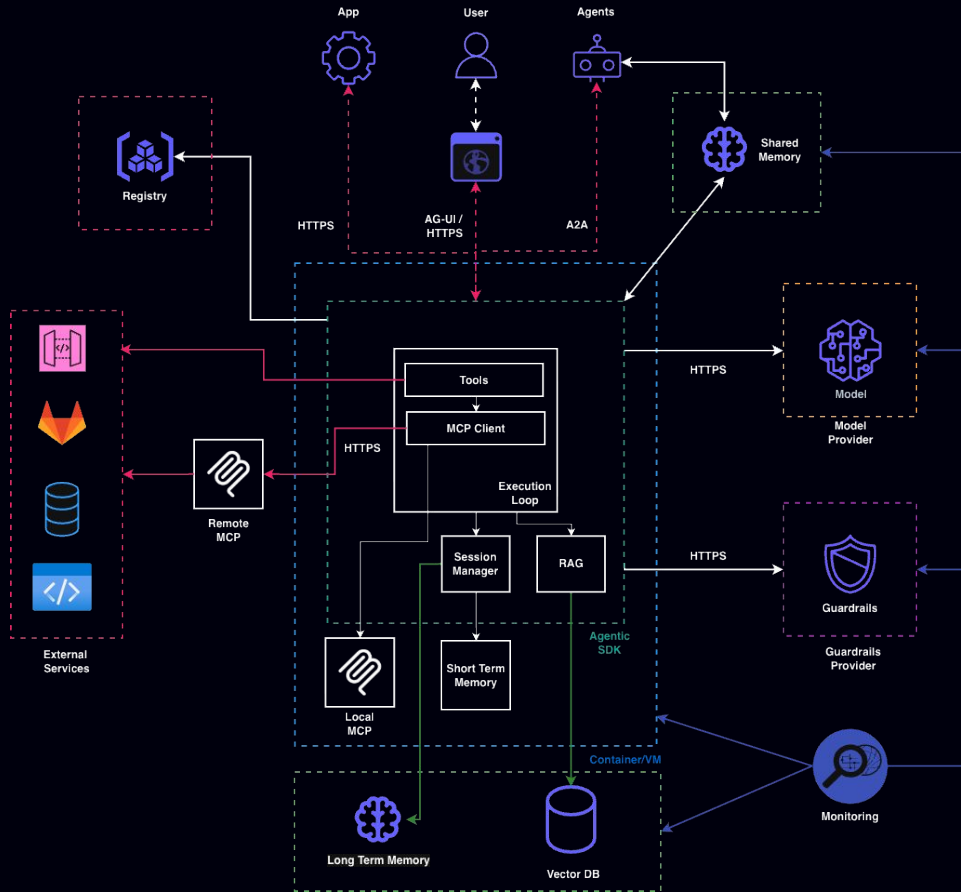 App
User
Agents
Shared
Memory
Registry
HTTPS
AG-UI /
HTTPS
A2A
Tools
HTTPS
Model
MCP Client
Model
Provider
HTTPS
Execution
Loop
Remote
MCP
Session
Manager
RAG
HTTPS
Guardrails
Agentic
SDK
External
Services
Guardrails
Provider
Short Term
Memory
Local
MCP
Container/VM
Monitoring
Long Term Memory
Vector DB